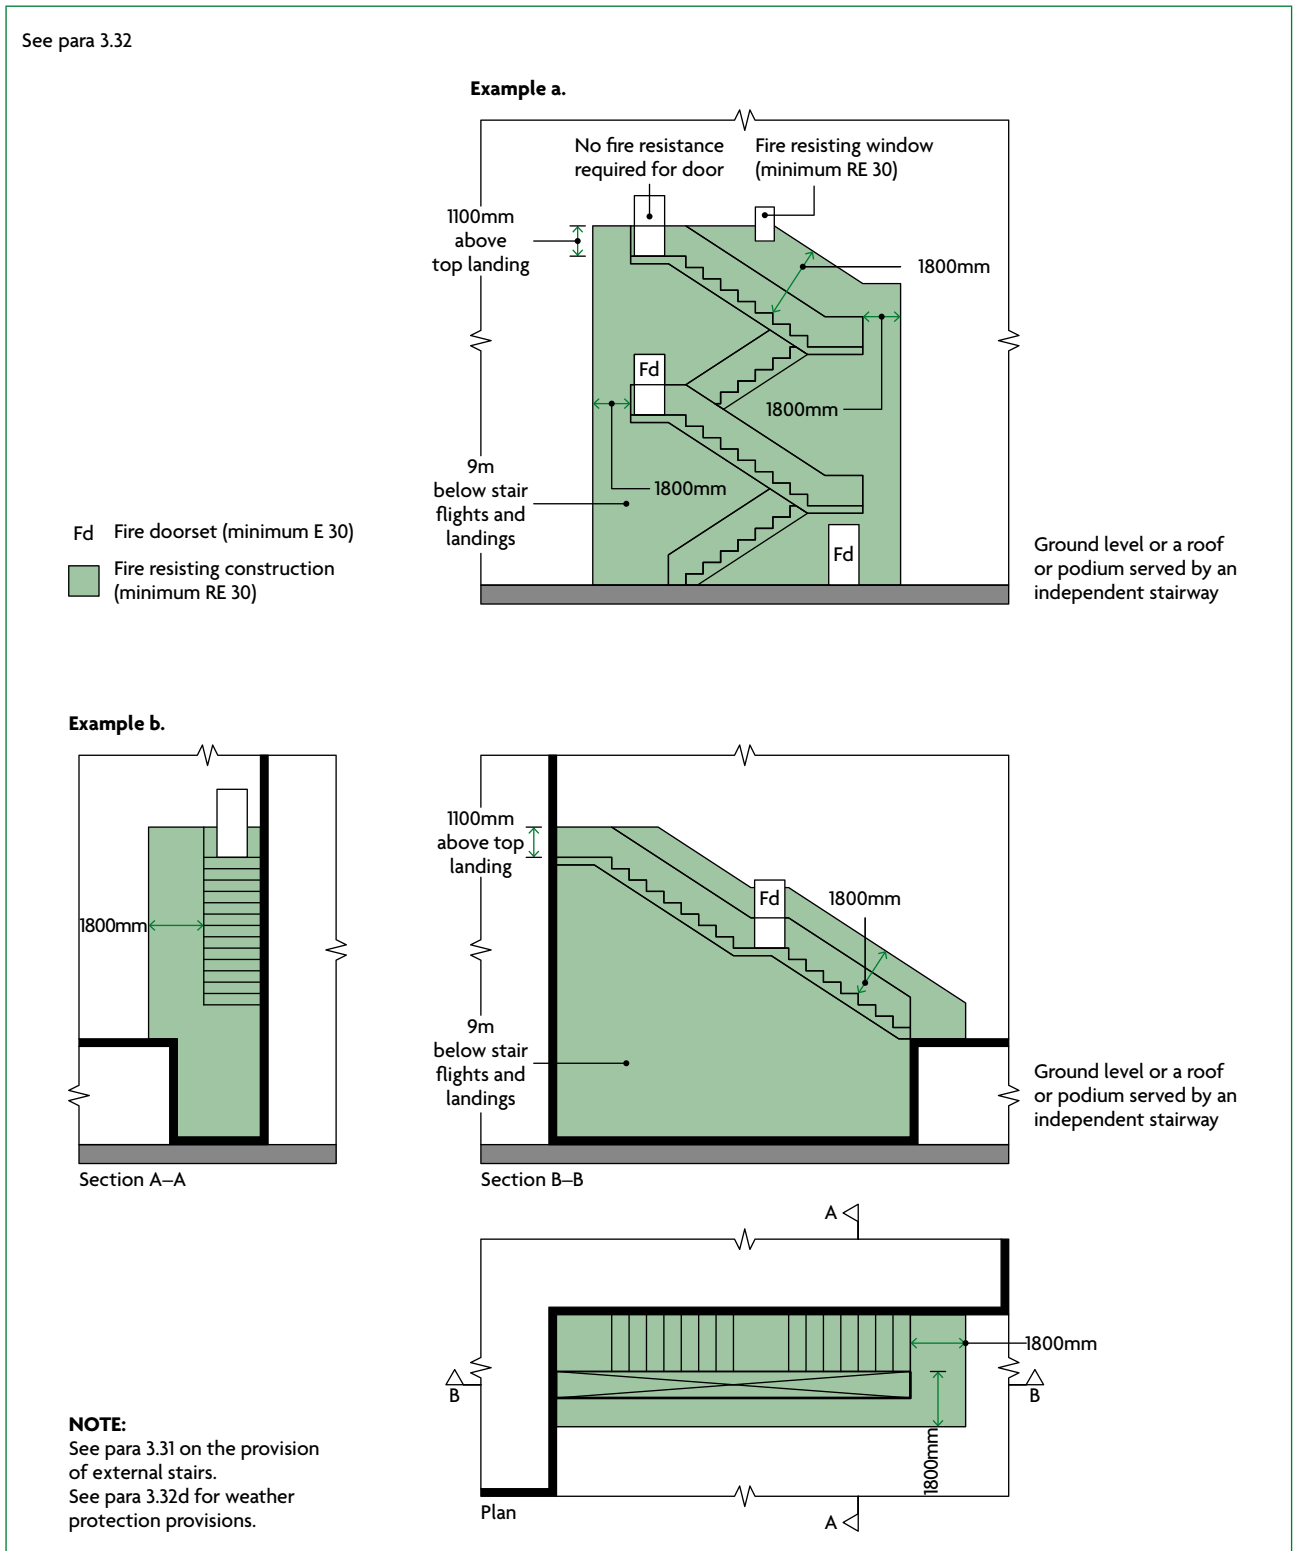 See para 3.32
Example a.
No fire resistance
required for door
Fire resisting window
(minimum RE 30)
1100mm
above
top landing
1800mm
Fd
1800mm
1800mm
9m
below stair
flights and
landings
Fd
Fd Fire doorset (minimum E 30)
Fire resisting construction
(minimum RE 30)
Ground level or a roof
or podium served by an
independent stairway
Example b.
1800mm
Section A–A
1100mm
above top
landing
Fd
1800mm
9m
below stair
flights and
landings
Ground level or a roof
or podium served by an
independent stairway
Section B–B
A
1800mm
B
B
1800mm
Plan
A
NOTE:
See para 3.31 on the provision
of external stairs.
See para 3.32d for weather
protection provisions.